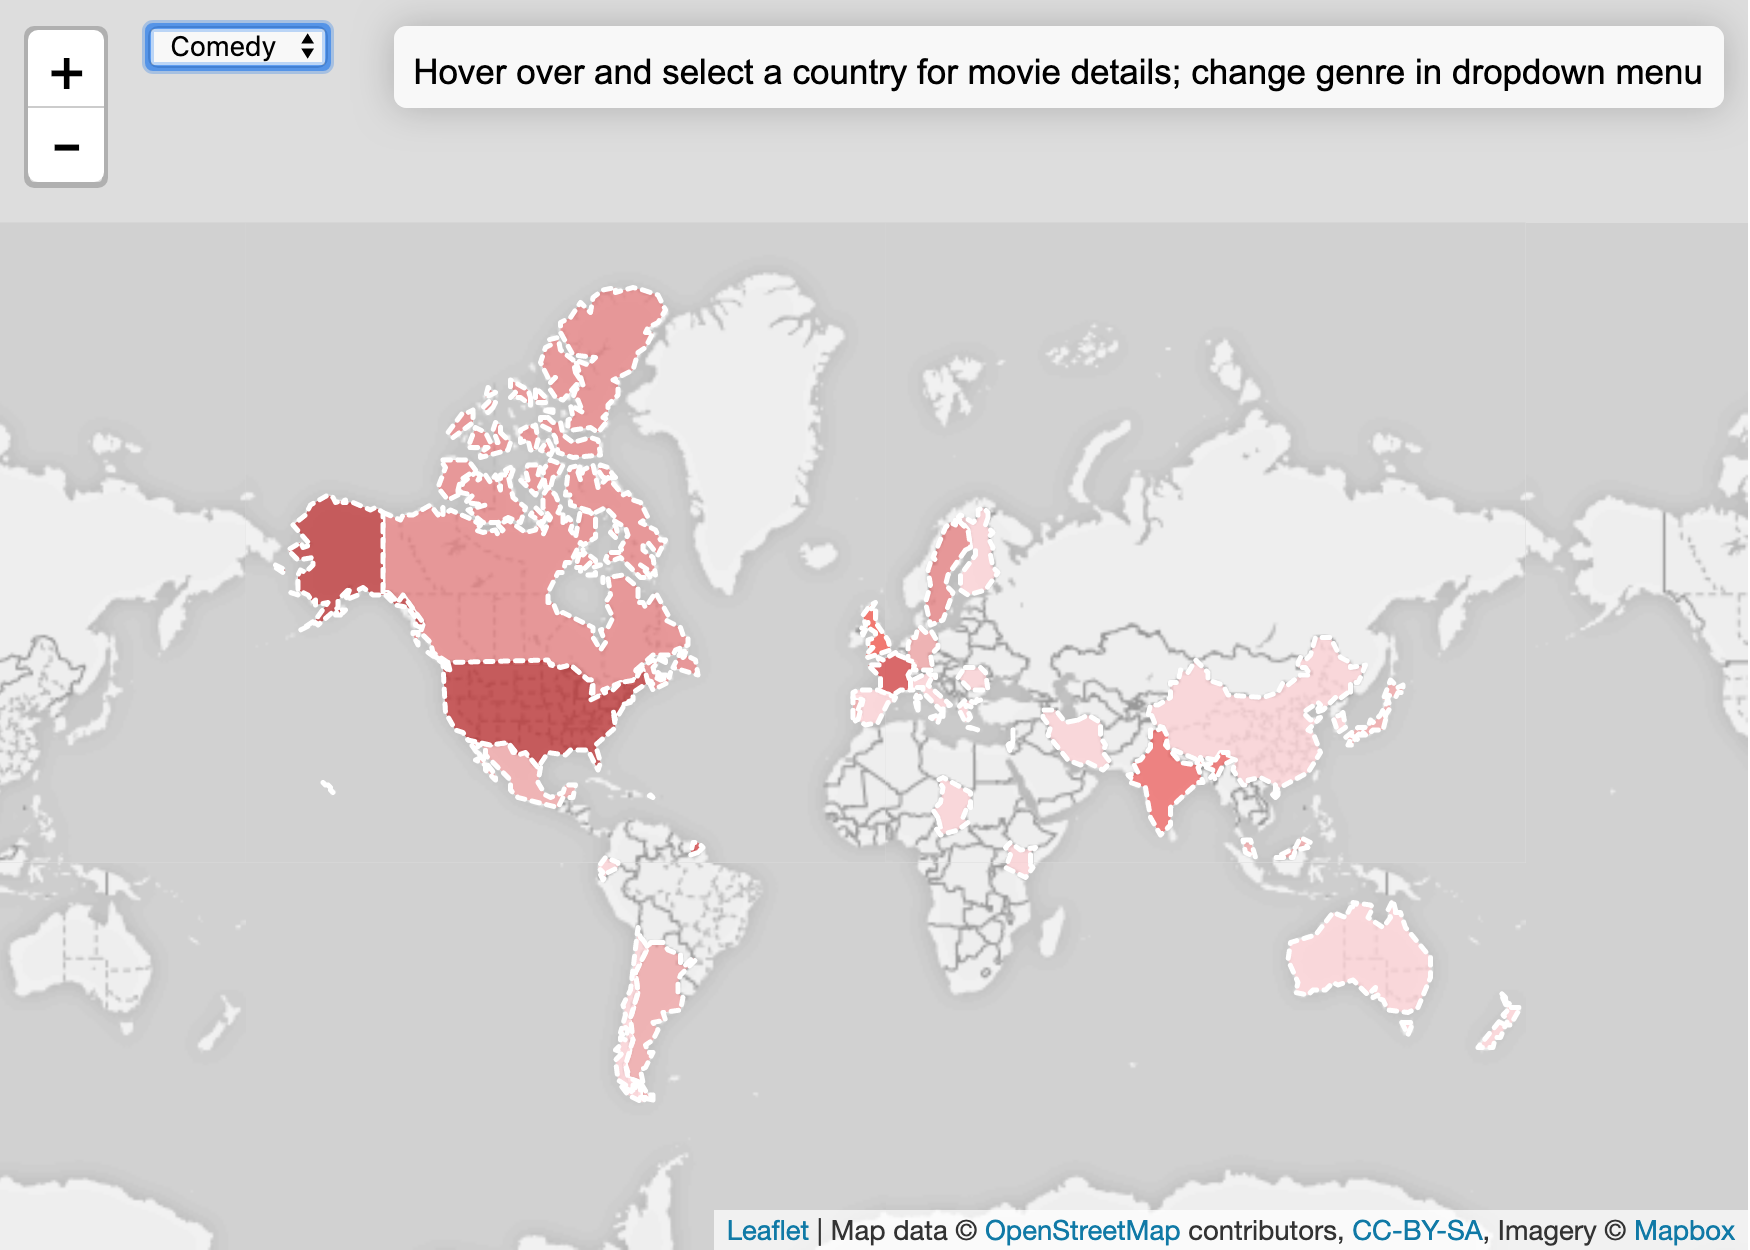 +
Comedy
Hover over and select a country for movie details; change genre in dropdown menu
−
Leaflet | Map data © OpenStreetMap contributors, CC-BY-SA, Imagery © Mapbox